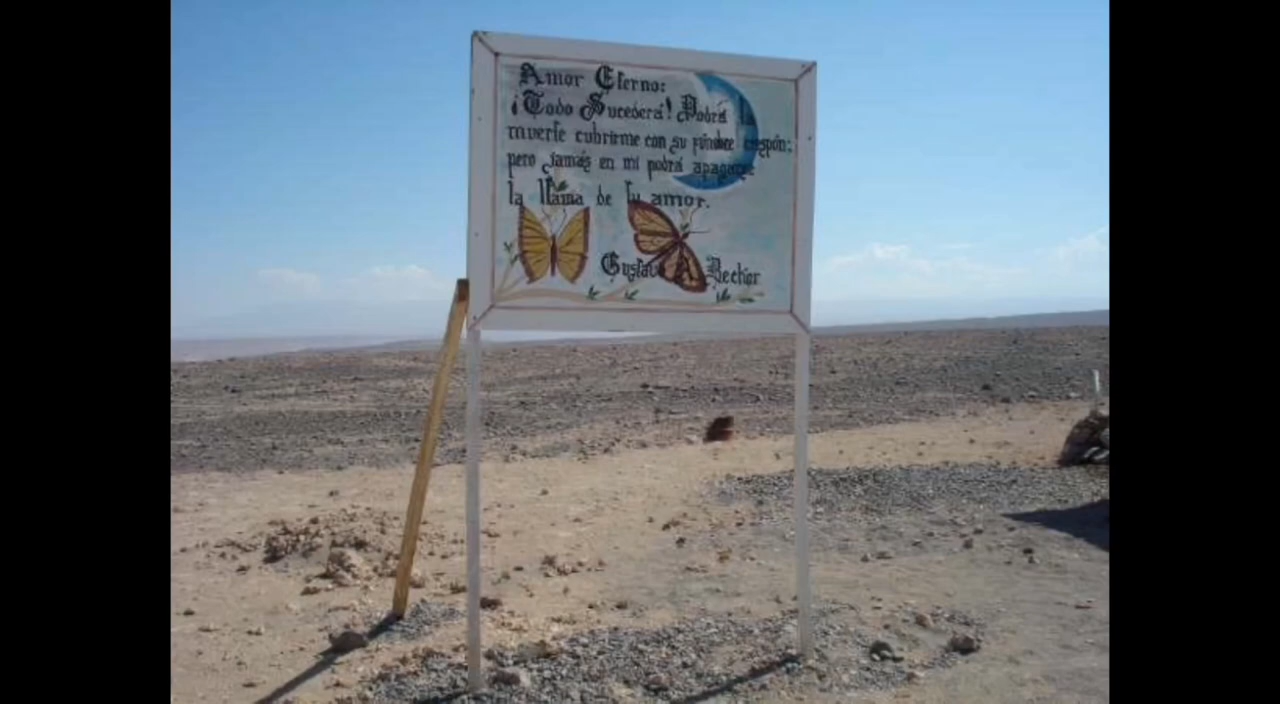 Amor Eterno:
¡Todo Sucederá! Podrá la
muerte cubrirme con su fúnebre crespón;
pero jamás en mi podrá apagarse
la llama de tu amor.
Gustavo A Becker